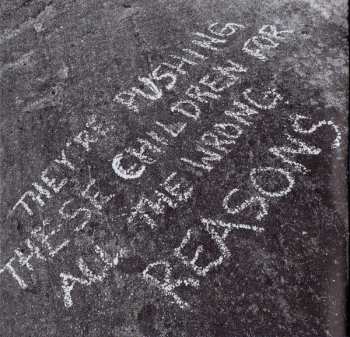 THEY'RE PUSHING
THESE CHILDREN FOR
ALL THE WRONG
REASONS